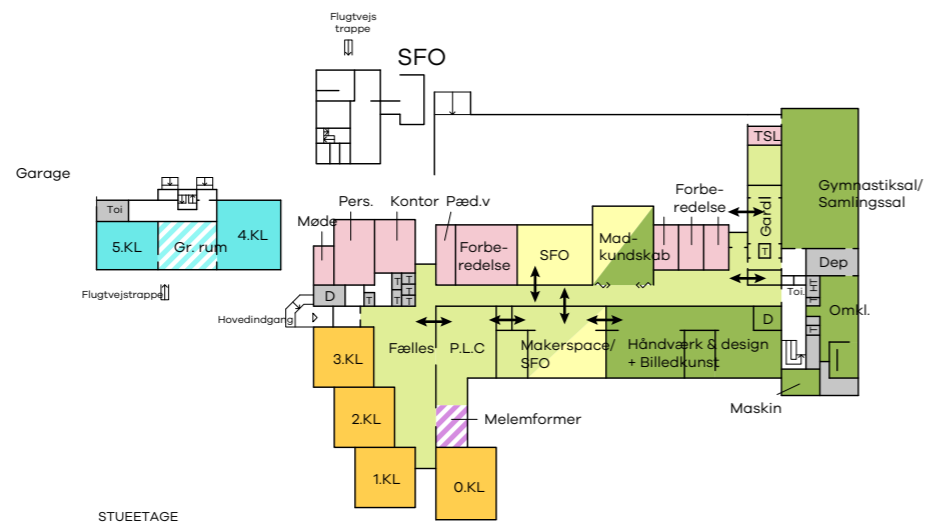 Flugtvejs
trappe
SFO
TSL
Garage
Forbe-
redelse
Gymnastiksal/
Samlingssal
Pers.
Kontor
Pæd.v
Møde
Gardl
Toi
5.KL
Gr. rum
4.KL
Forbe-
redelse
SFO
Mad-
kundskab
T
Dep
Flugtvejstrappe
D
T
T
T
T
T
T
T
Toi.
T
T
Hovedindgang
D
Omkl.
T
3.KL
Fælles
P.L.C
Makerspace/
SFO
Håndværk & design
+ Billedkunst
2.KL
Melemformer
Maskin
1.KL
0.KL
STUEETAGE